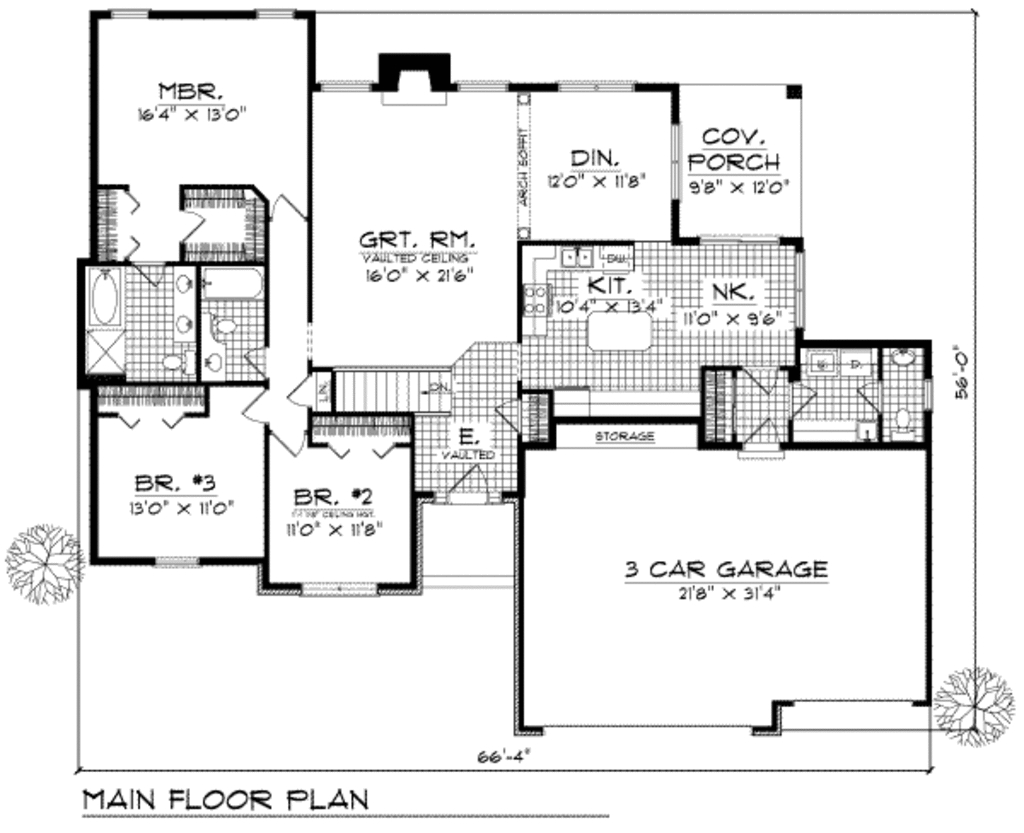 MBR.
16'4" X 13'0"
COV.
PORCH
9'8" X 12'0"
DIN.
12'0" X 11'8"
ARCH SOFFIT
GRT. RM.
VAULTED CEILING
16'0" X 21'6"
D.W.
KIT.
10'4" X 13'4"
NK.
11'0" X 9'6"
56'-0"
D.
LIN.
DN.
E.
VAULTED
STORAGE
BR. #3
13'0" X 11'0"
BR. #2
11'0" X 11'8"
3 CAR GARAGE
21'8" X 31'4"
66'-4"
MAIN FLOOR PLAN